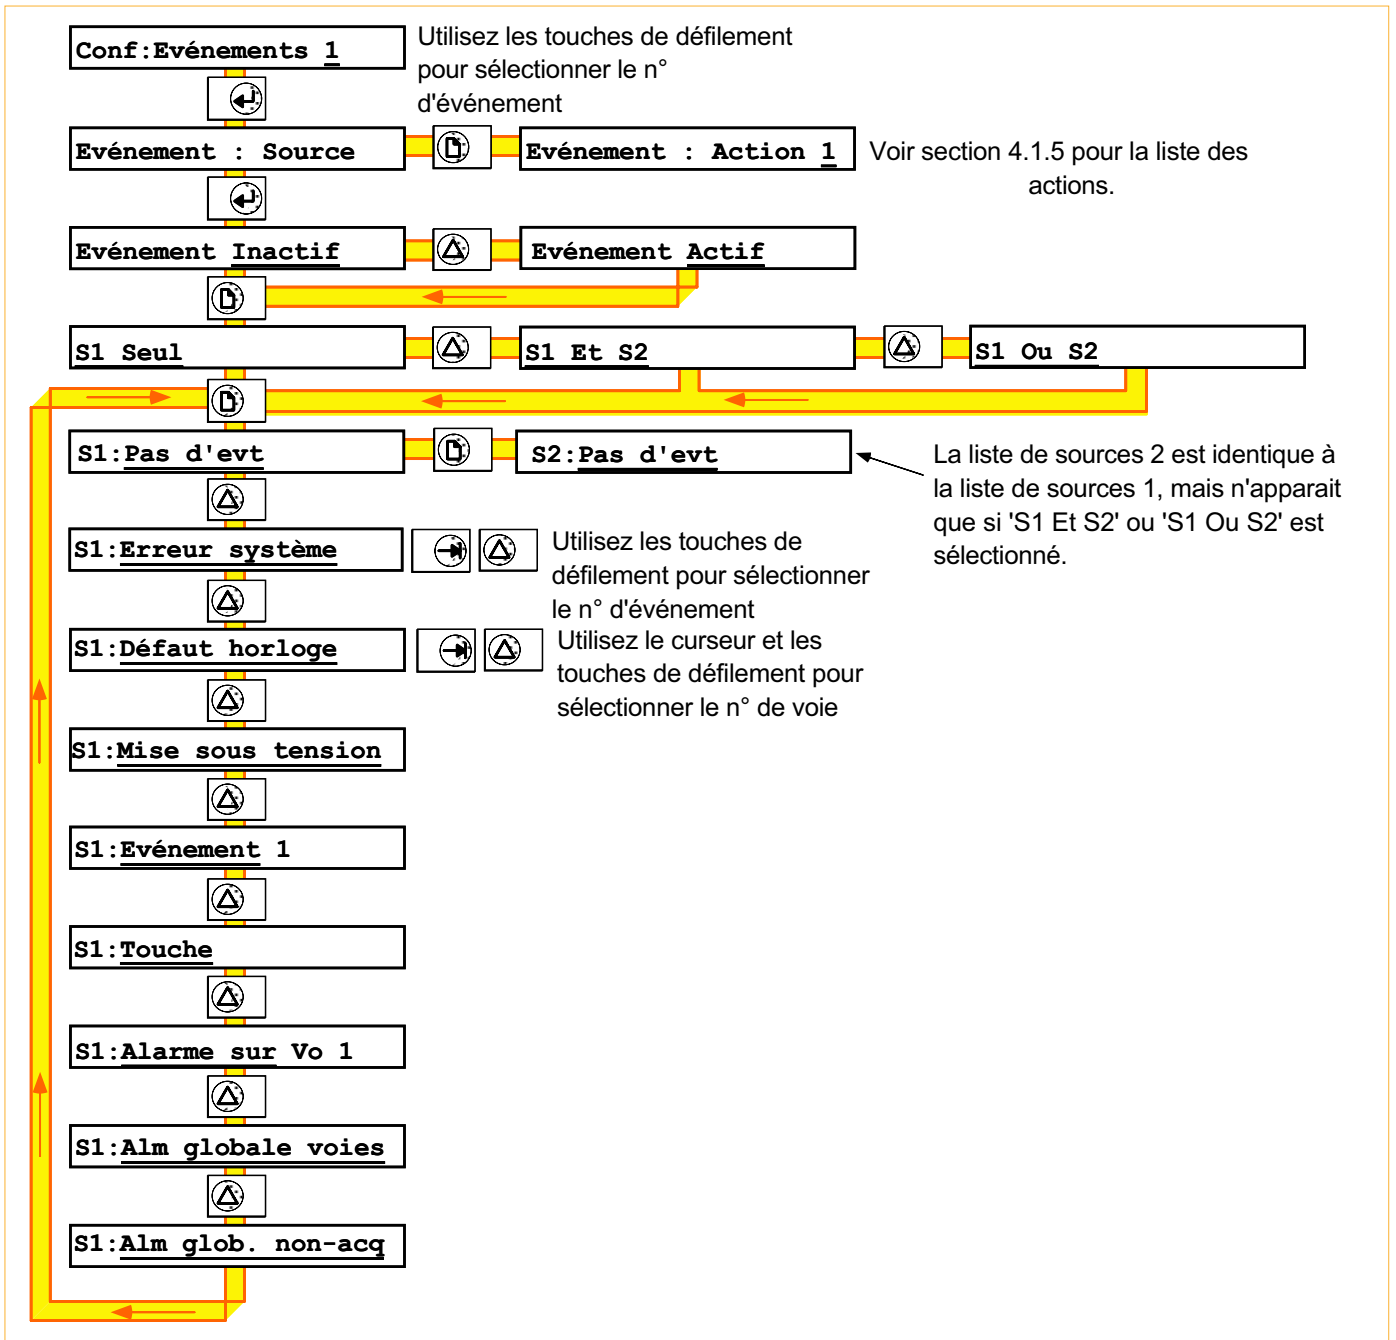 Conf:Evénements 1
Utilisez les touches de défilement
pour sélectionner le n°
d'événement
Evénement : Source
Evénement : Action 1
Voir section 4.1.5 pour la liste des
actions.
Evénement Inactif
Evénement Actif
S1 Seul
S1 Et S2
S1 Ou S2
S1:Pas d'evt
S2:Pas d'evt
La liste de sources 2 est identique à
la liste de sources 1, mais n'apparait
que si 'S1 Et S2' ou 'S1 Ou S2' est
sélectionné.
S1:Erreur système
Utilisez les touches de
défilement pour sélectionner
le n° d'événement
S1:Défaut horloge
Utilisez le curseur et les
touches de défilement pour
sélectionner le n° de voie
S1:Mise sous tension
S1:Evénement 1
S1:Touche
S1:Alarme sur Vo 1
S1:Alm globale voies
S1:Alm glob. non-acq